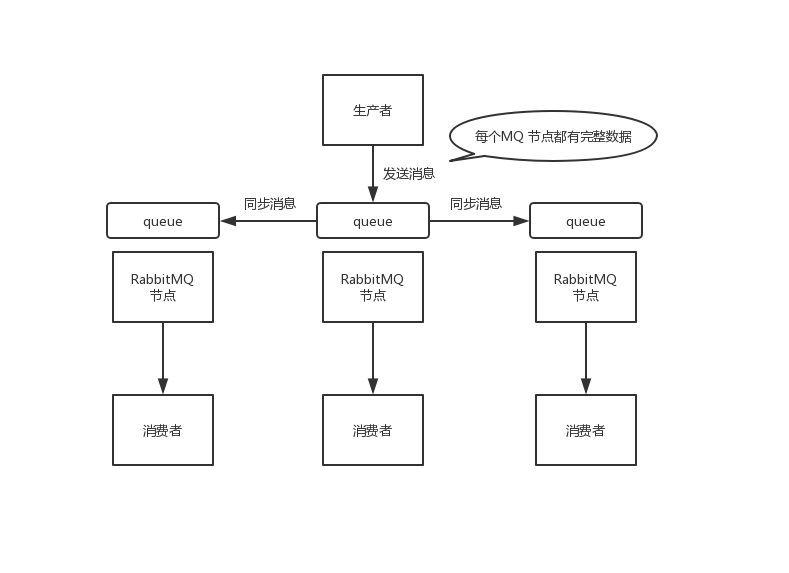 生产者
每个MQ 节点都有完整数据
发送消息
同步消息
同步消息
queue
queue
queue
RabbitMQ
节点
RabbitMQ
节点
RabbitMQ
节点
消费者
消费者
消费者